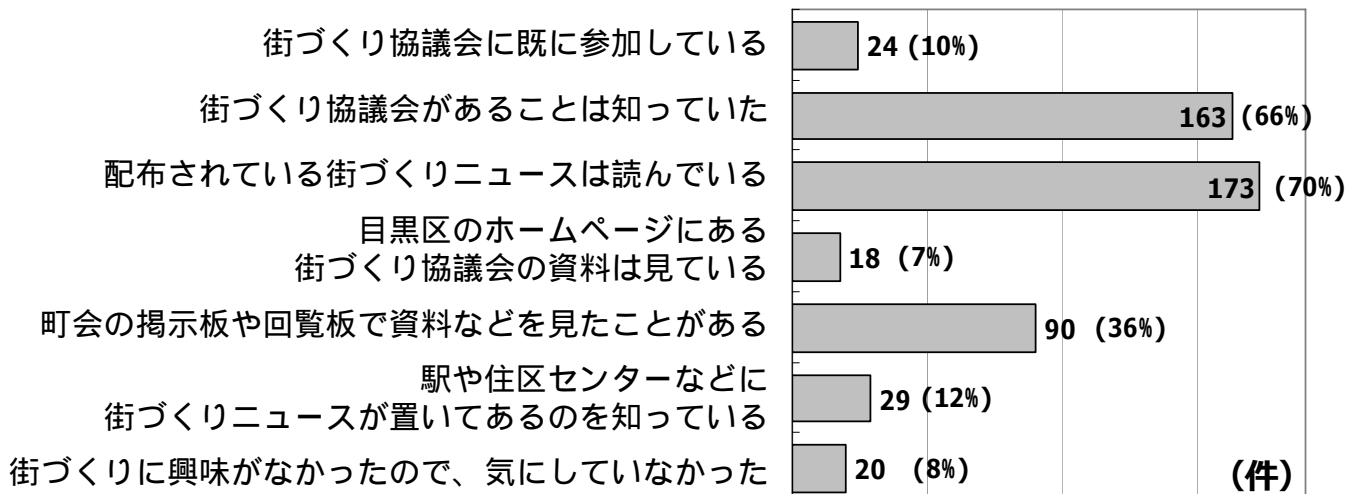 街づくり協議会に既に参加している 24 (10%)
街づくり協議会があることは知っていた 163 (66%)
配布されている街づくりニュースは読んでいる 173 (70%)
目黒区のホームページにある
街づくり協議会の資料は見ている 18 (7%)
町会の掲示板や回覧板で資料などを見たことがある 90 (36%)
駅や住区センターなどに
街づくりニュースが置いてあるのを知っている 29 (12%)
街づくりに興味がなかったので、気にしていなかった 20 (8%)
(件)